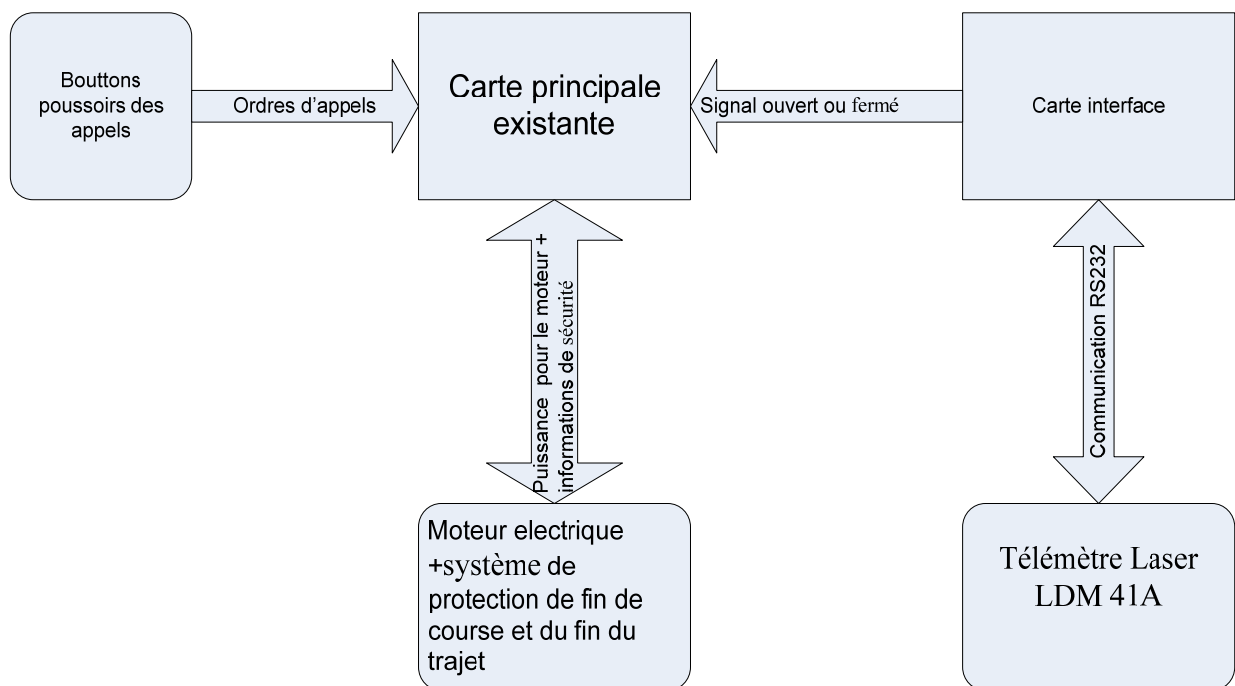 Bouttons
poussoirs des
appels
Ordres d'appels
Carte principale
existante
Signal ouvert ou fermé
Carte interface
Puissance pour le moteur +
informations de sécurité
Communication RS232
Moteur electrique
+système de
protection de fin de
course et du fin du
trajet
Télémètre Laser
LDM 41A